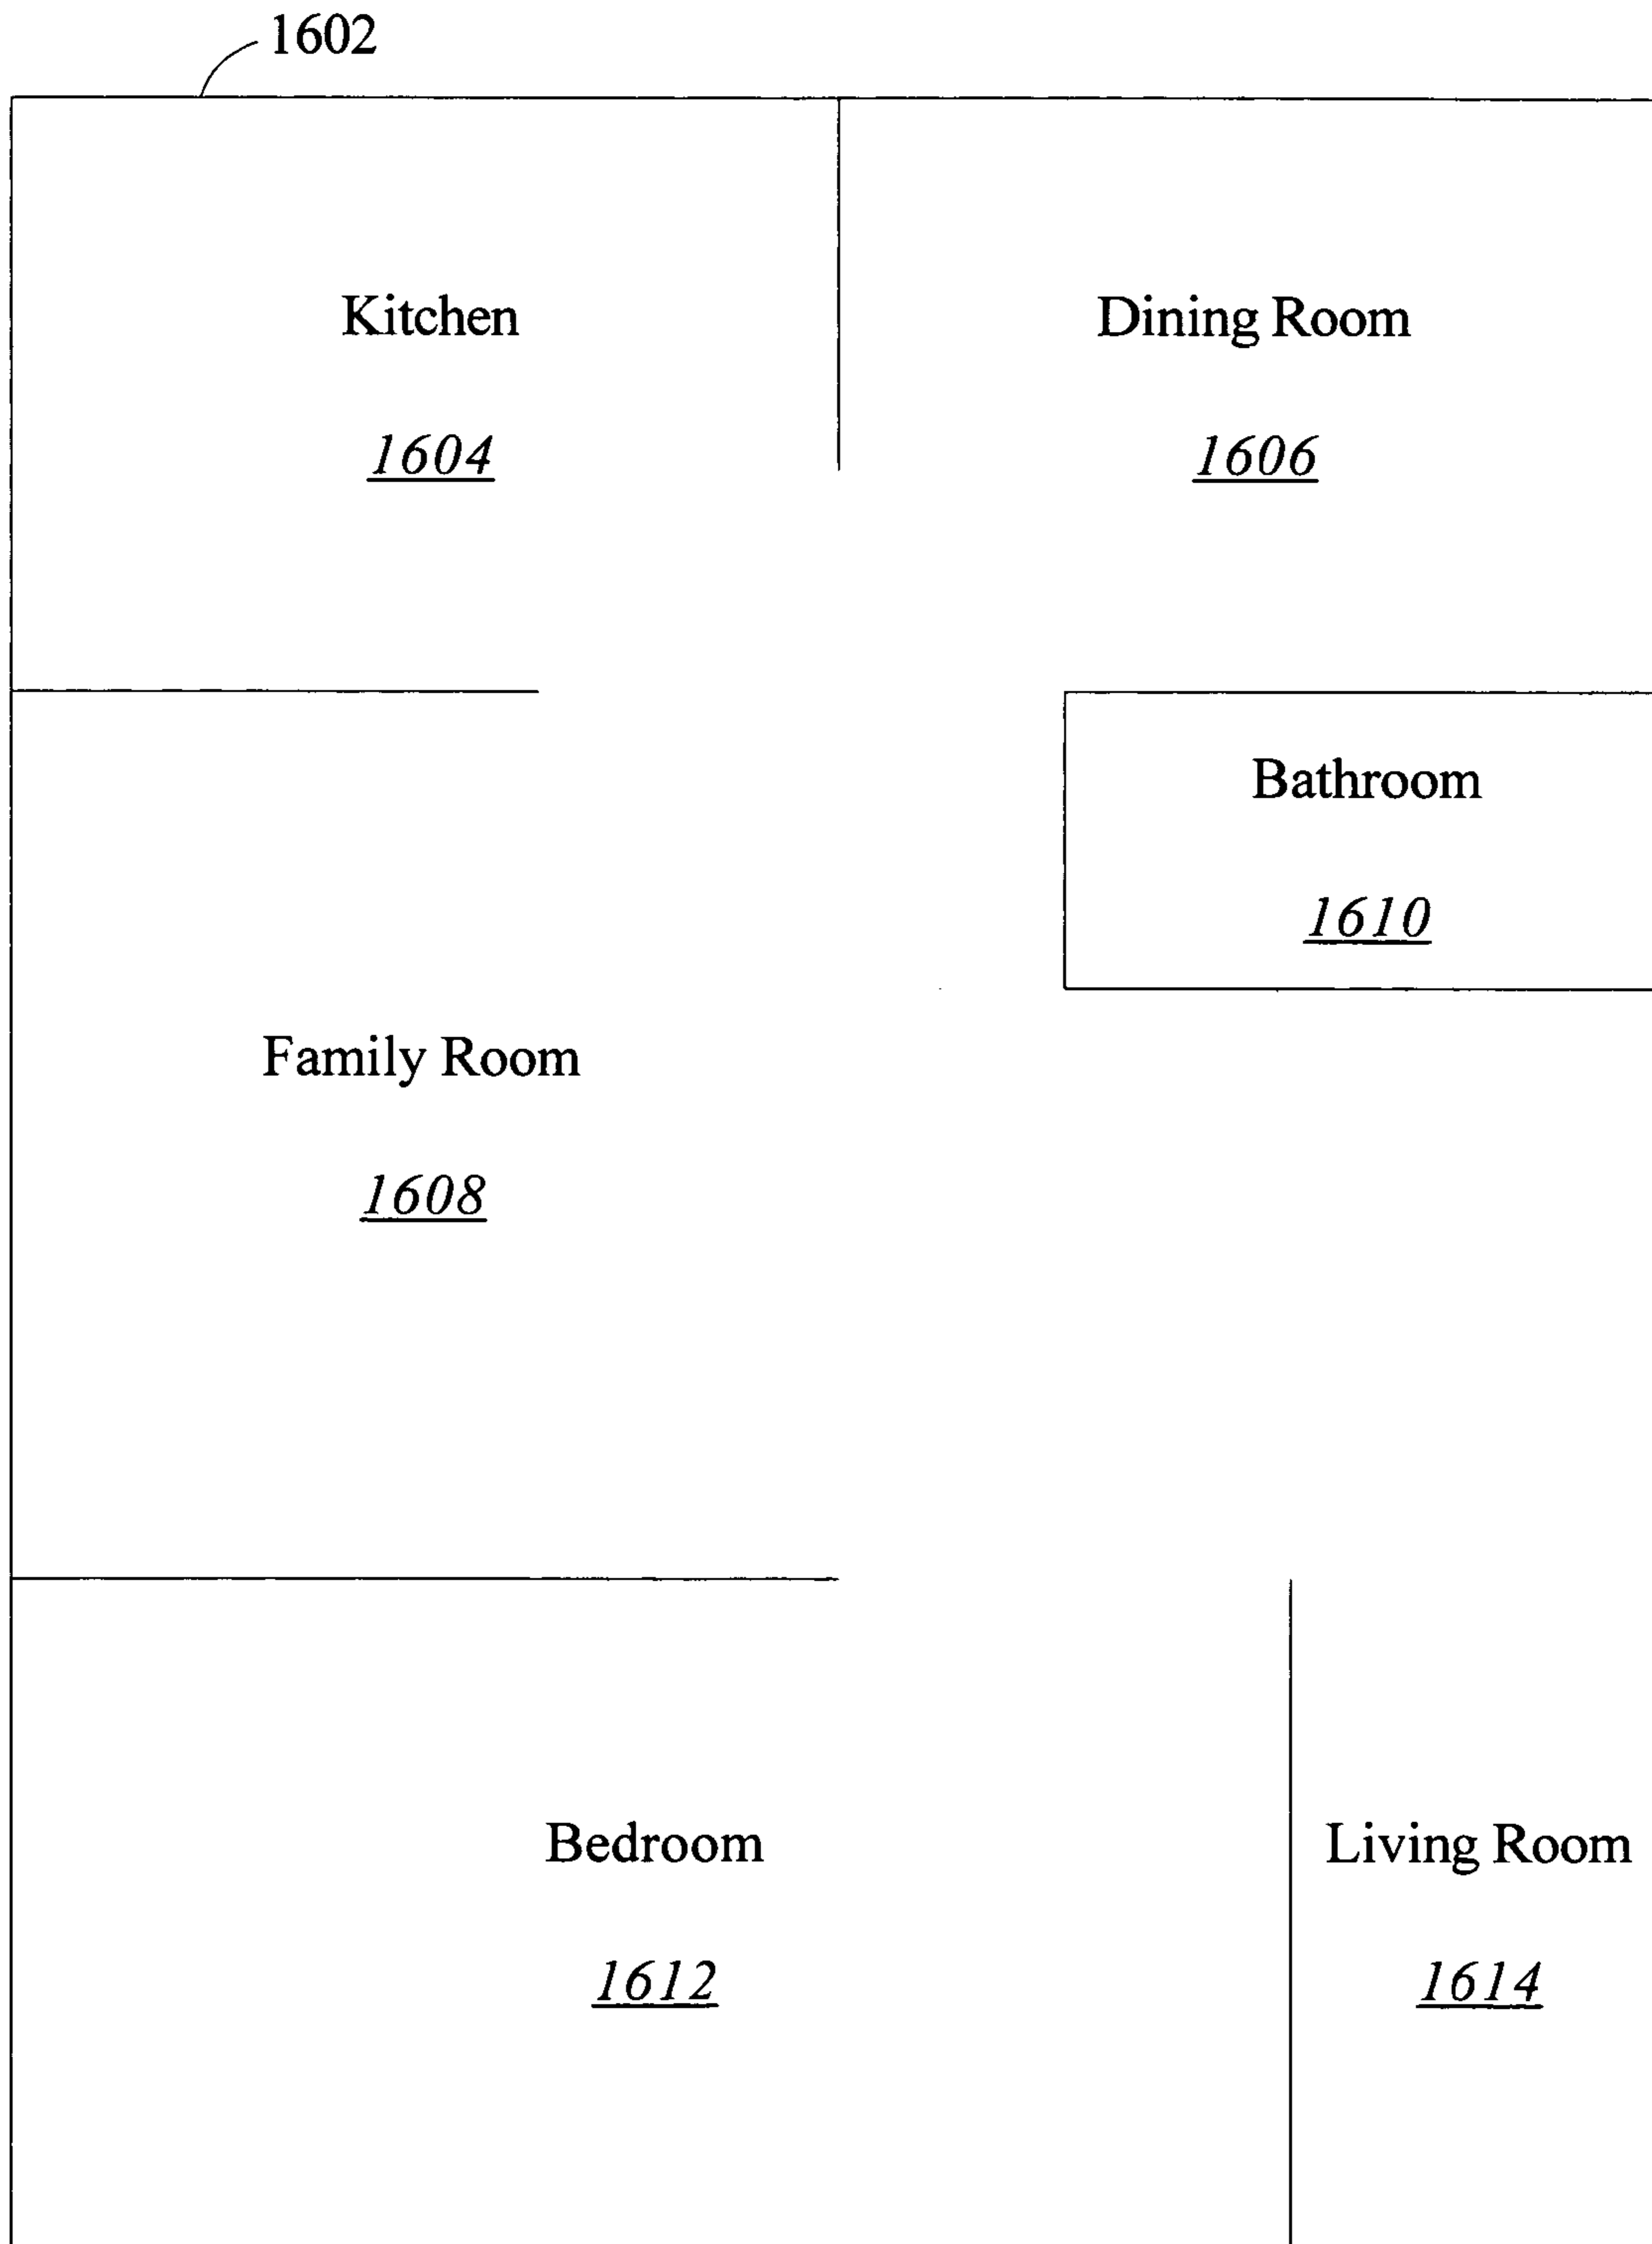 1602
Kitchen
1604
Dining Room
1606
Bathroom
1610
Family Room
1608
Bedroom
1612
Living Room
1614